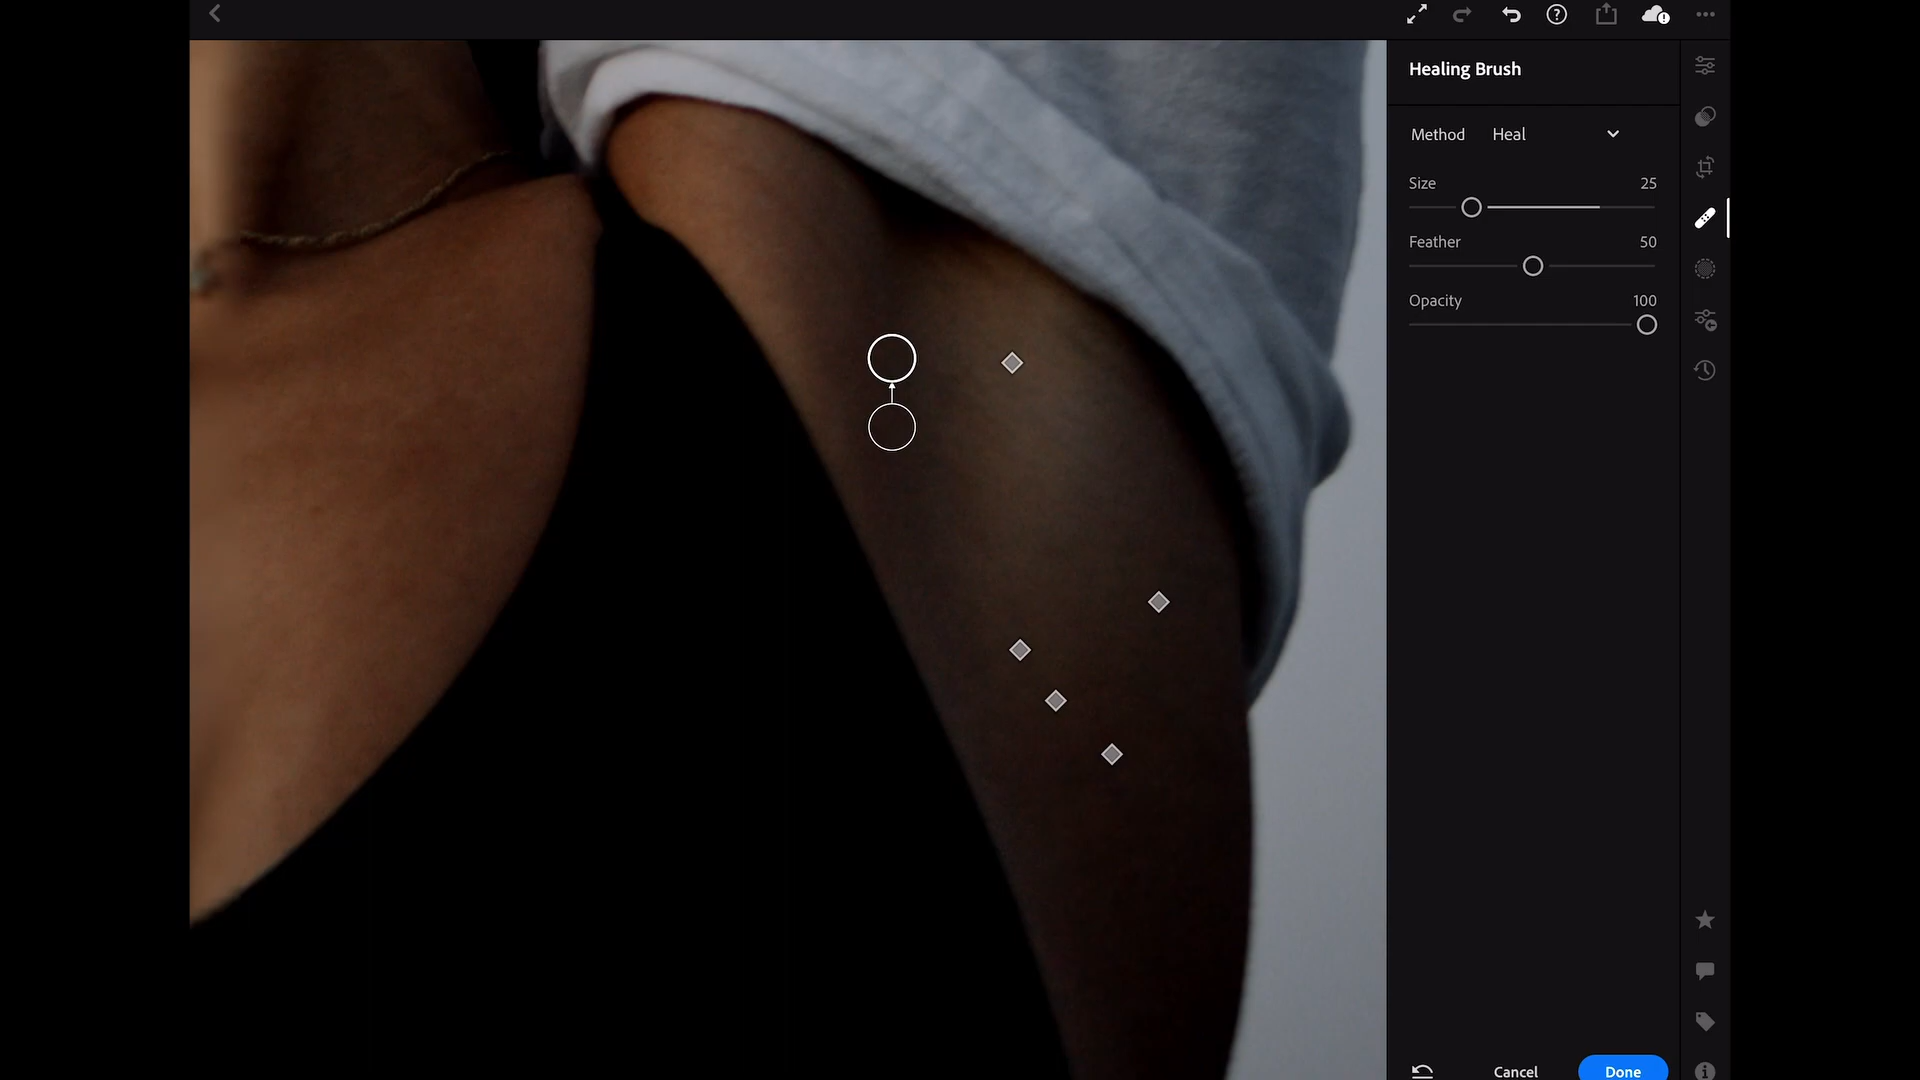 Healing Brush
Method Heal
Size 25
Feather 50
Opacity 100
Cancel Done